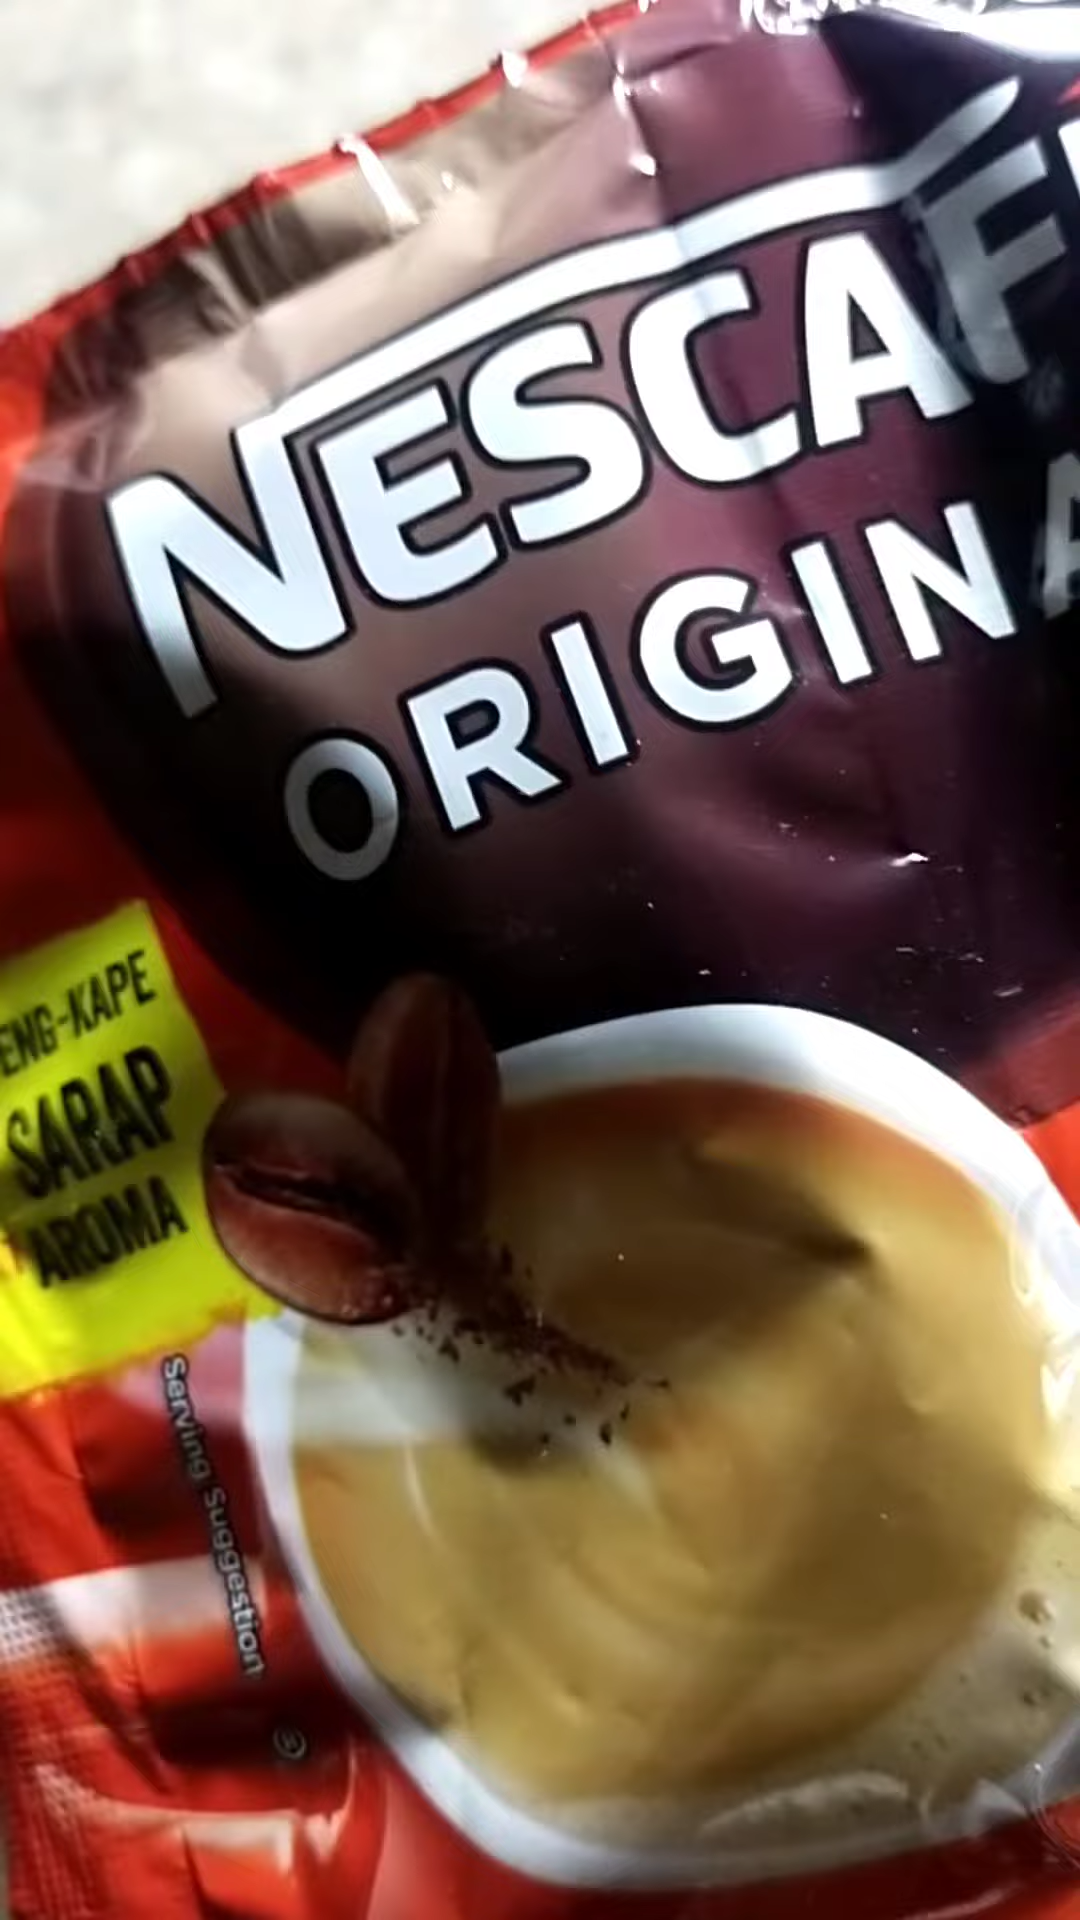 NESCAF
ORIGINA
ENG-KAPE
SARAP
AROMA
Serving Suggestion
®